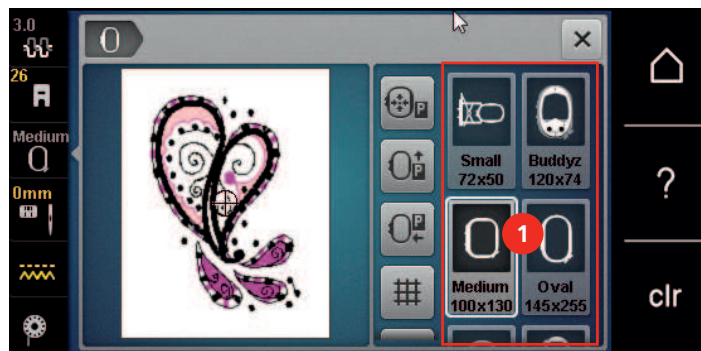 3.0
26
Medium
0mm
P
P
P
Small
72x50
Buddyz
120x74
Medium
100x130
1
Oval
145x255
?
clr